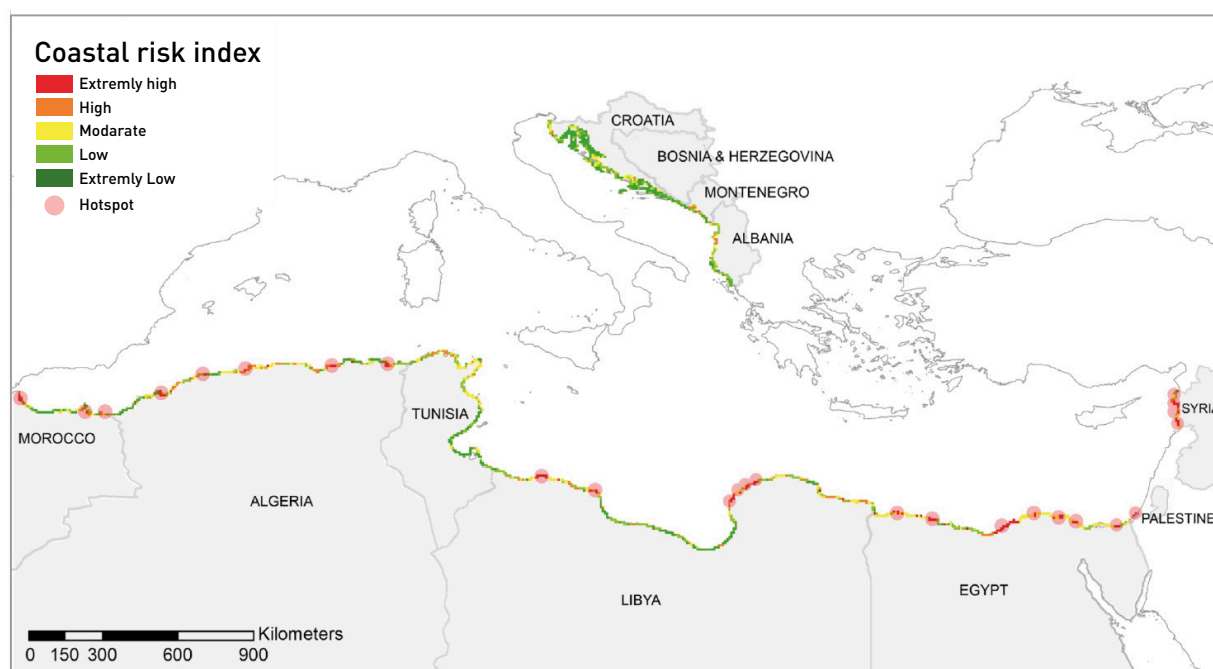 Coastal risk index
Extremly high
High
Modarate
Low
Extremly Low
Hotspot
CROATIA
BOSNIA & HERZEGOVINA
MONTENEGRO
ALBANIA
TUNISIA
SYRIA
MOROCCO
ALGERIA
PALESTINE
EGYPT
LIBYA
Kilometers
0 150 300 600 900